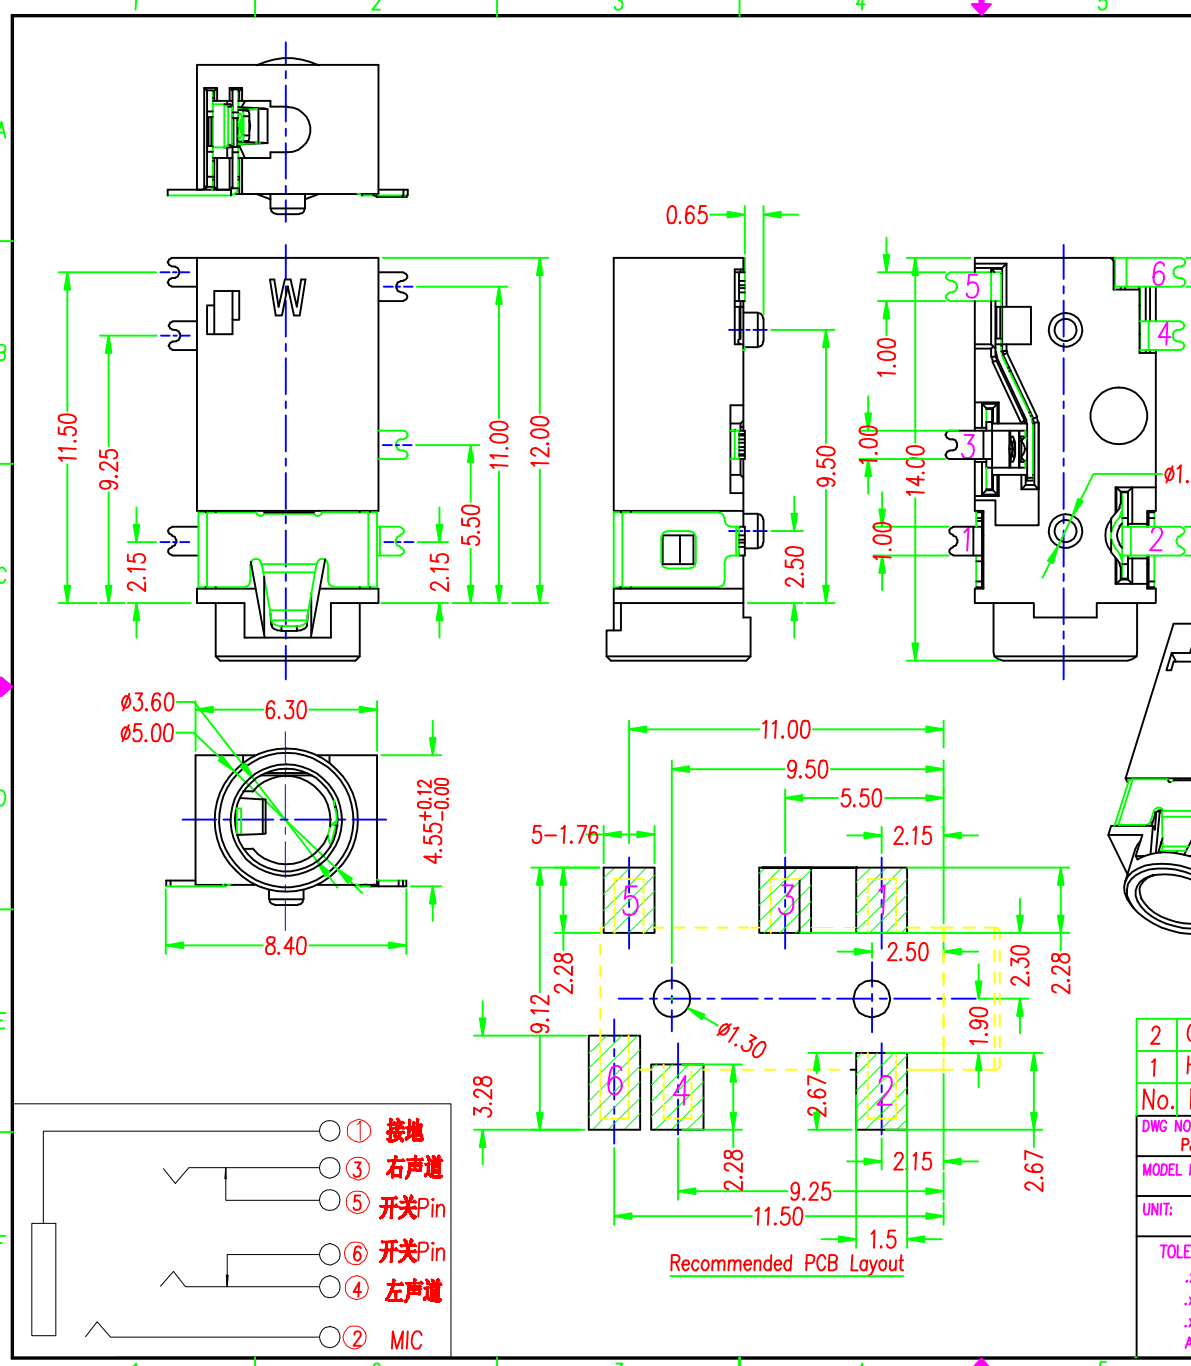 1 2 3 4 5
A
B
C
D
E
F
W
0.65
11.50
9.25
2.15
11.00
12.00
5.50
2.15
9.50
2.50
1.00
1.00
14.00
1.00
5
6
4
3
1
2
ø1.
ø3.60
ø5.00
6.30
4.55+0.12
-0.00
8.40
11.00
9.50
5.50
2.15
5-1.76
5
3
1
2.50
2.28
9.12
2.30
2.28
1.90
ø1.30
3.28
6
4
2
2.67
2.28
2.15
2.67
9.25
11.50
1.5
Recommended PCB Layout
① 接地
③ 右声道
⑤ 开关Pin
⑥ 开关Pin
④ 左声道
② MIC
2
1
No.
DWG NO
MODEL
UNIT:
TOLE
1 2 3 4 5